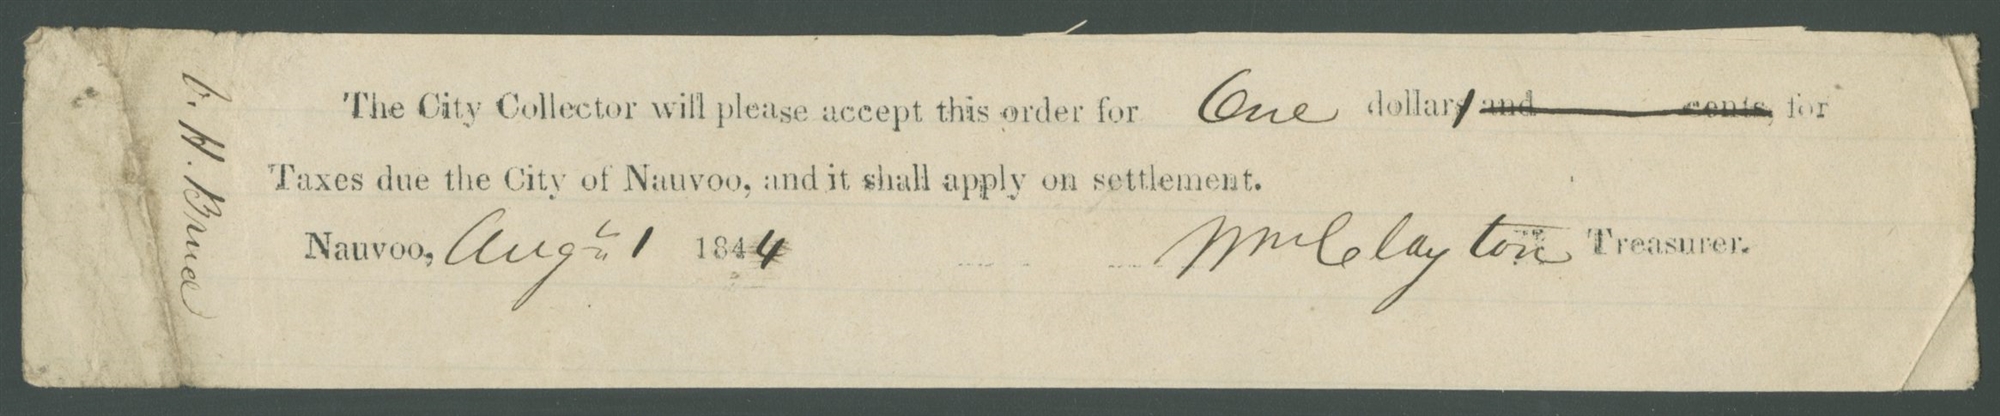 The City Collector will please accept this order for One dollars and cents, for
Taxes due the City of Nauvoo, and it shall apply on settlement.
Nauvoo, Augt 1 1844 Wm Clayton Treasurer.
H. Bruce